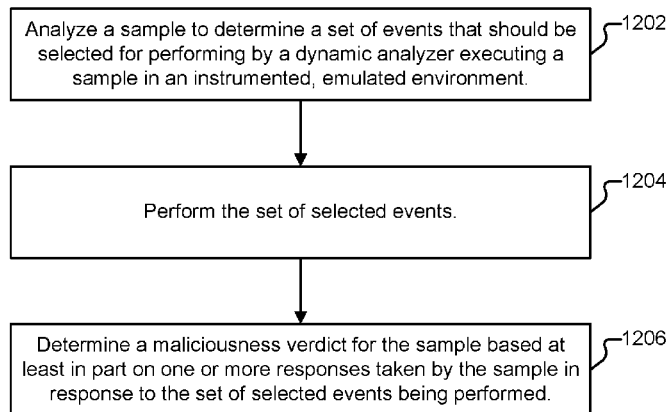 Analyze a sample to determine a set of events that should be
selected for performing by a dynamic analyzer executing a
sample in an instrumented, emulated environment.
1202
Perform the set of selected events.
1204
Determine a maliciousness verdict for the sample based at
least in part on one or more responses taken by the sample in
response to the set of selected events being performed.
1206